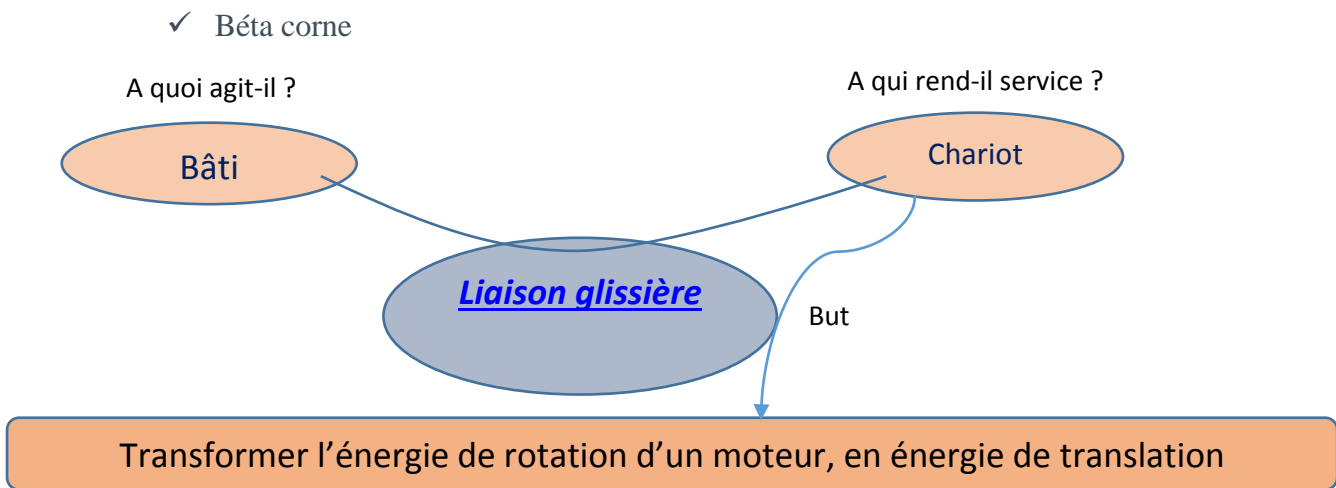 ✓ Béta corne
A quoi agit-il ?
A qui rend-il service ?
Bâti
Chariot
Liaison glissière
But
Transformer l’énergie de rotation d’un moteur, en énergie de translation